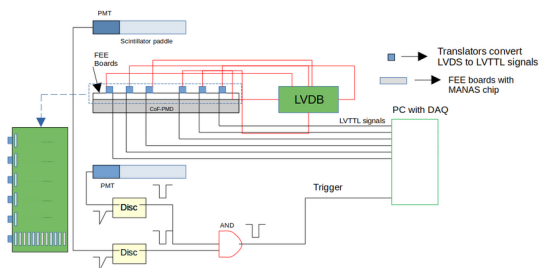 PMT
Scintillator paddle
FEE
Boards
CoF-PMD
LVDB
Translators convert
LVDS to LVTTL signals
FEE boards with
MANAS chip
PC with DAQ
LVTTL signals
PMT
Trigger
Disc
AND
Disc